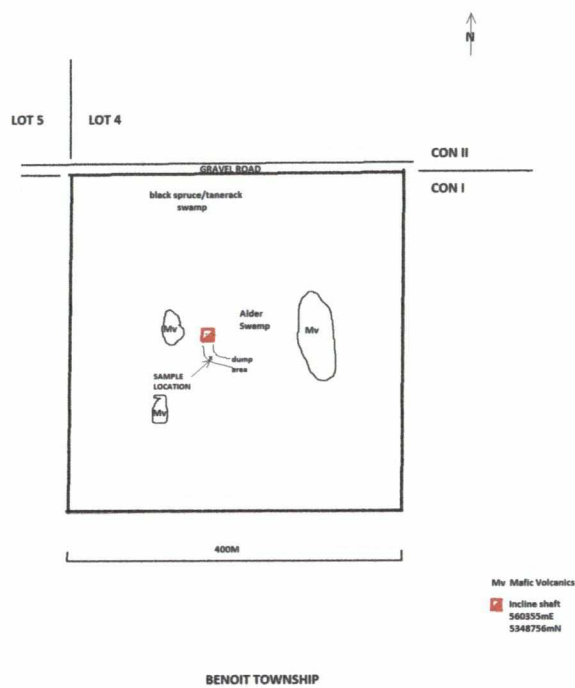 N
LOT 5
LOT 4
CON II
GRAVEL ROAD
CON I
black spruce/tanerack
swamp
Alder
Swamp
Mv
Mv
dump
area
SAMPLE
LOCATION
Mv
400M
Mv Mafic Volcanics
Incline shaft
560355mE
5348756mN
BENOIT TOWNSHIP